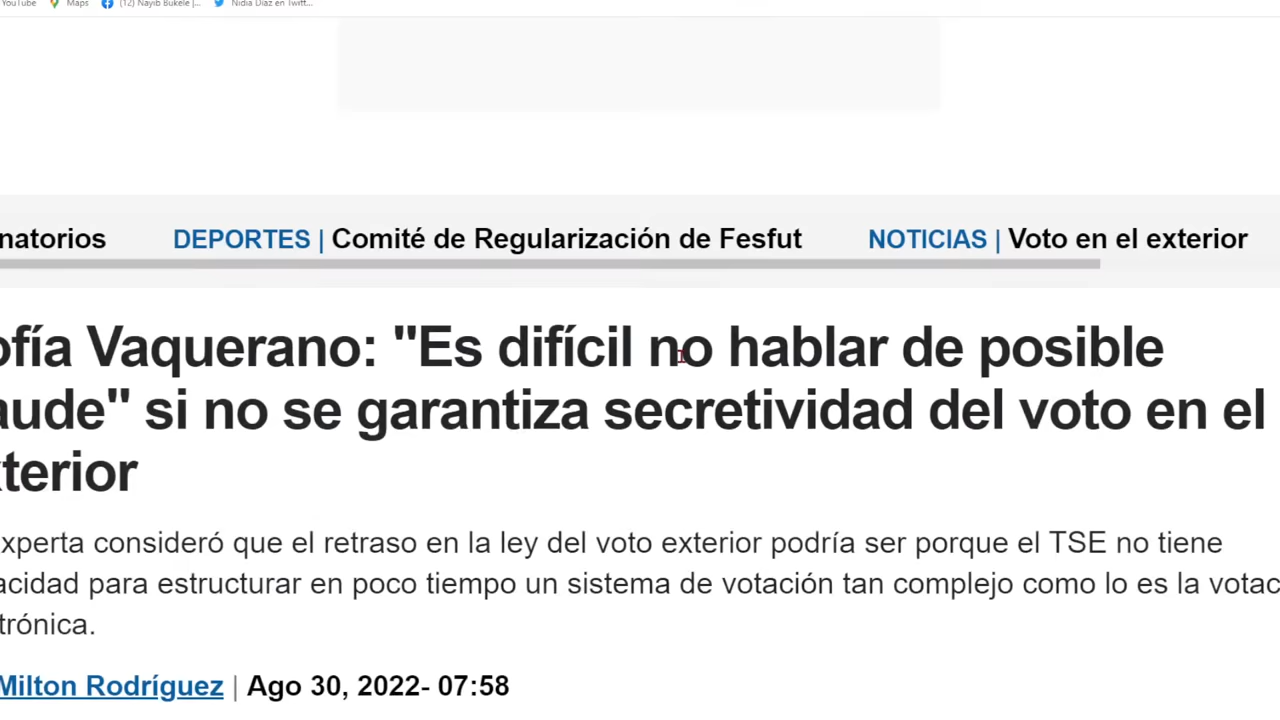 YouTube Maps (12) Nayib Bukele |... Nidia Díaz en Twitt...
natorios DEPORTES | Comité de Regularización de Fesfut NOTICIAS | Voto en el exterior
ofía Vaquerano: "Es difícil no hablar de posible
aude" si no se garantiza secretividad del voto en el
xterior
xperta consideró que el retraso en la ley del voto exterior podría ser porque el TSE no tiene
acidad para estructurar en poco tiempo un sistema de votación tan complejo como lo es la votac
trónica.
Milton Rodríguez | Ago 30, 2022- 07:58